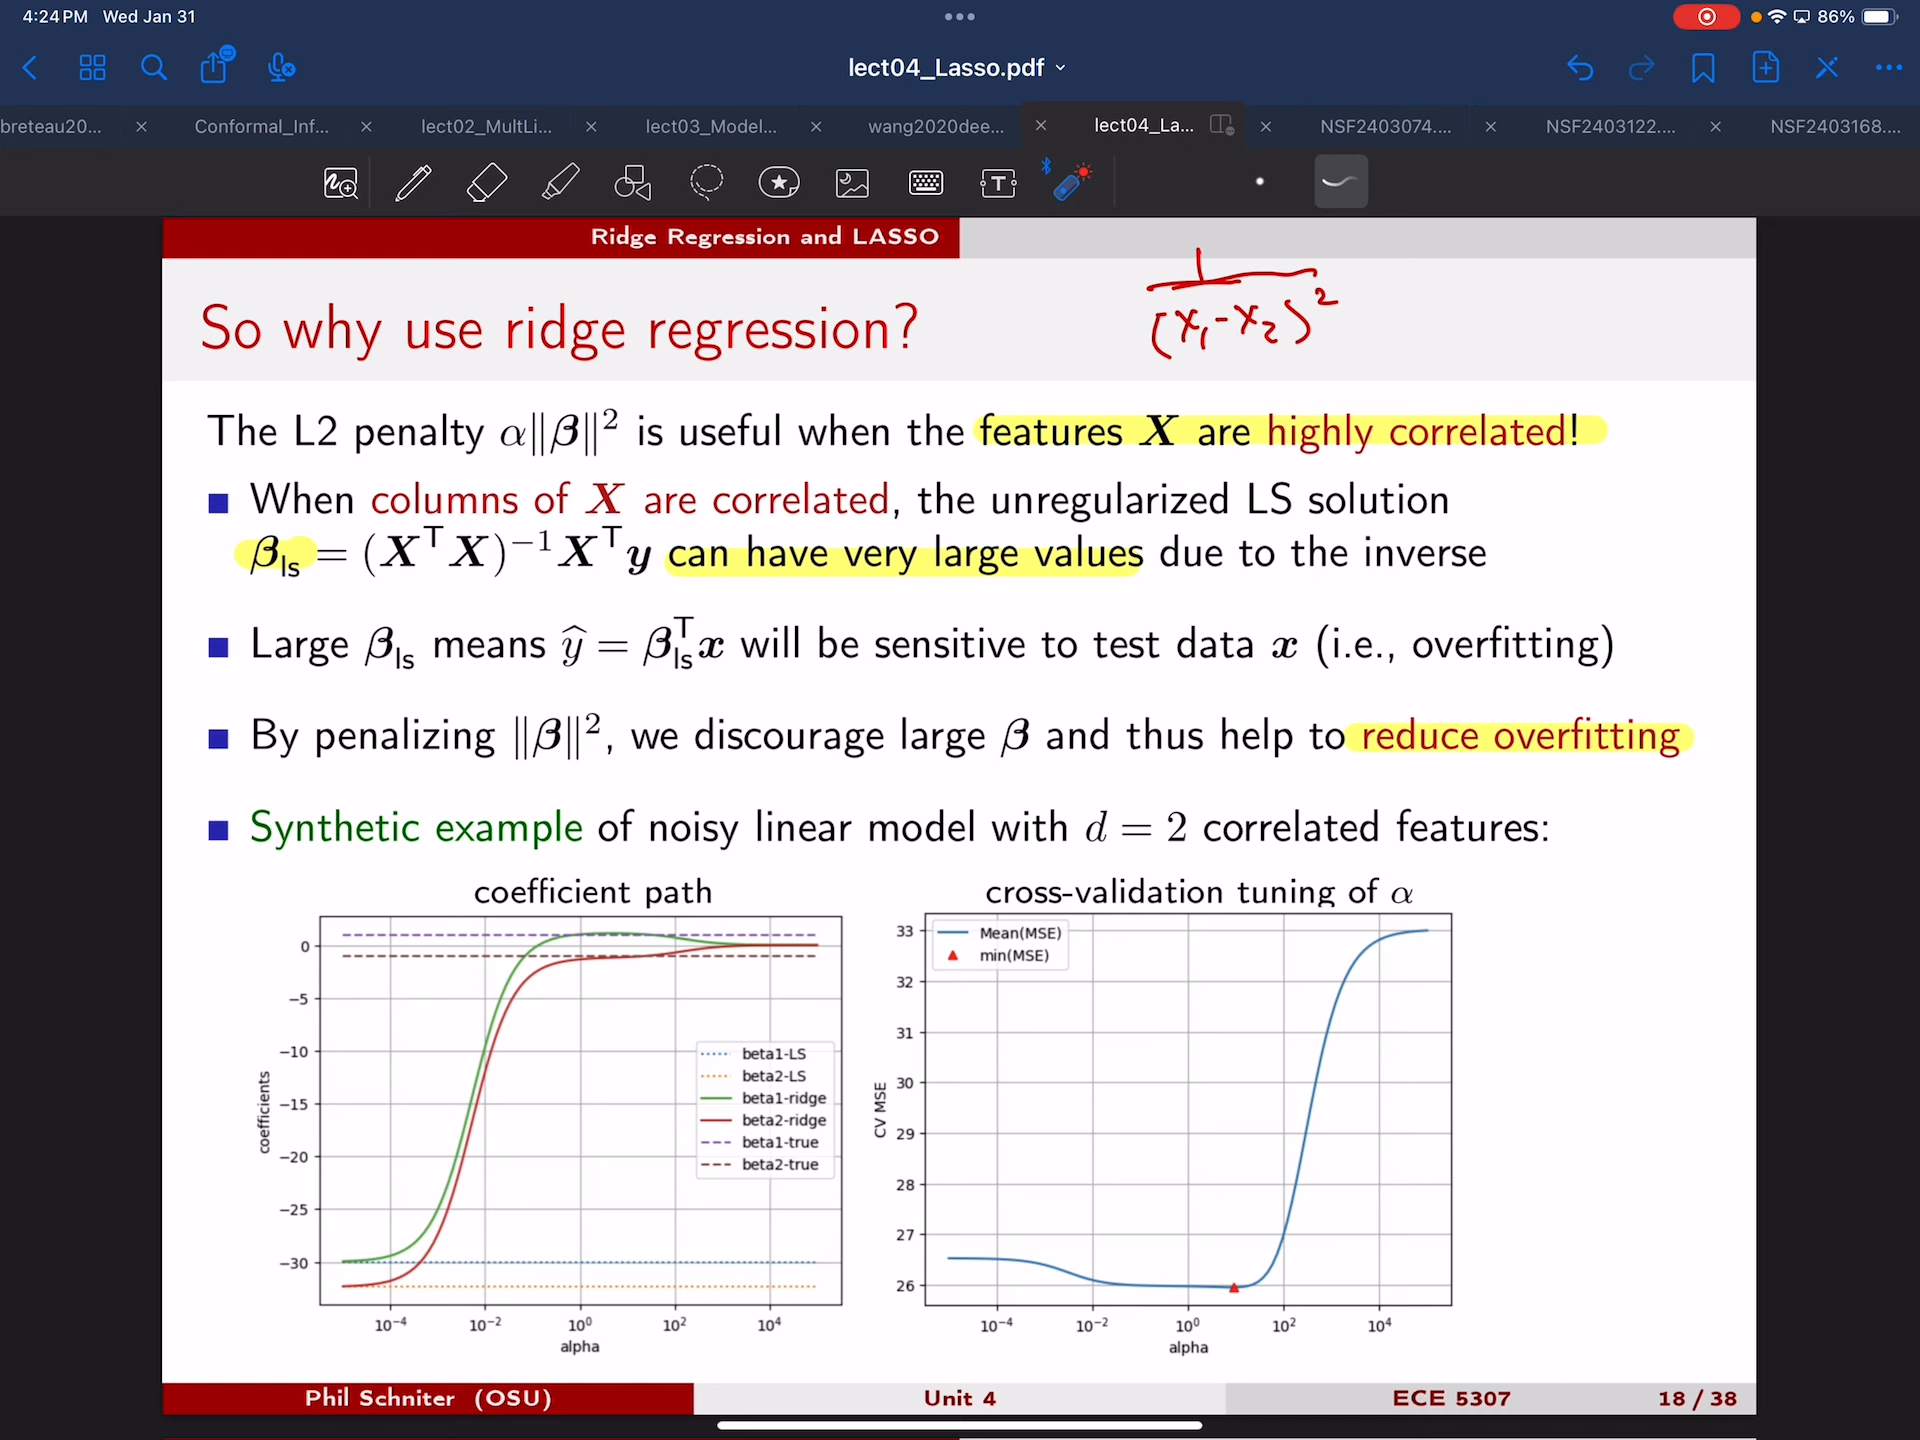 4:24 PM Wed Jan 31
86%
lect04_Lasso.pdf
breteau20...
Conformal_Inf...
lect02_MultLi...
lect03_Model...
wang2020dee...
lect04_La...
NSF2403074....
NSF2403122....
NSF2403168....
Ridge Regression and LASSO
So why use ridge regression?
1
(x₁-x₂)²
The L2 penalty α‖β‖² is useful when the features X are highly correlated!
■ When columns of X are correlated, the unregularized LS solution
β_ls = (XᵀX)⁻¹Xᵀy can have very large values due to the inverse
■ Large β_ls means ŷ = β_lsᵀx will be sensitive to test data x (i.e., overfitting)
■ By penalizing ‖β‖², we discourage large β and thus help to reduce overfitting
■ Synthetic example of noisy linear model with d = 2 correlated features:
coefficient path
0
−5
−10
−15
−20
−25
−30
coefficients
beta1-LS
beta2-LS
beta1-ridge
beta2-ridge
beta1-true
beta2-true
10⁻⁴ 10⁻² 10⁰ 10² 10⁴
alpha
cross-validation tuning of α
33
32
31
30
29
28
27
26
CV MSE
Mean(MSE)
min(MSE)
10⁻⁴ 10⁻² 10⁰ 10² 10⁴
alpha
Phil Schniter (OSU)
Unit 4
ECE 5307
18 / 38